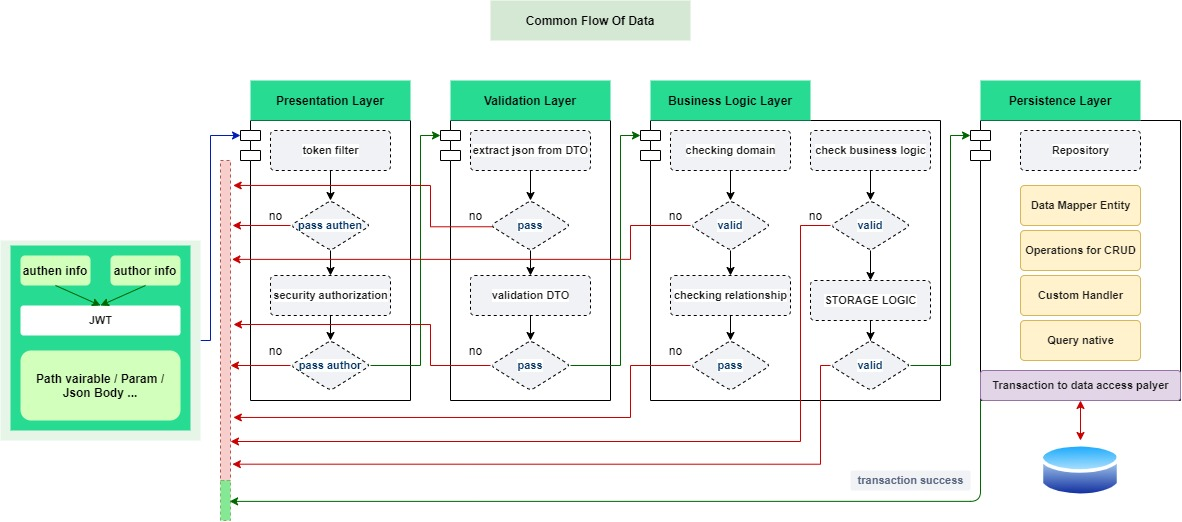 Common Flow Of Data
Presentation Layer
Validation Layer
Business Logic Layer
Persistence Layer
token filter
no
pass authen
security authorization
no
pass author
extract json from DTO
no
pass
validation DTO
no
pass
checking domain
no
valid
checking relationship
no
pass
check business logic
no
valid
STORAGE LOGIC
valid
Repository
Data Mapper Entity
Operations for CRUD
Custom Handler
Query native
Transaction to data access palyer
authen info
author info
JWT
Path vairable / Param /
Json Body ...
transaction success